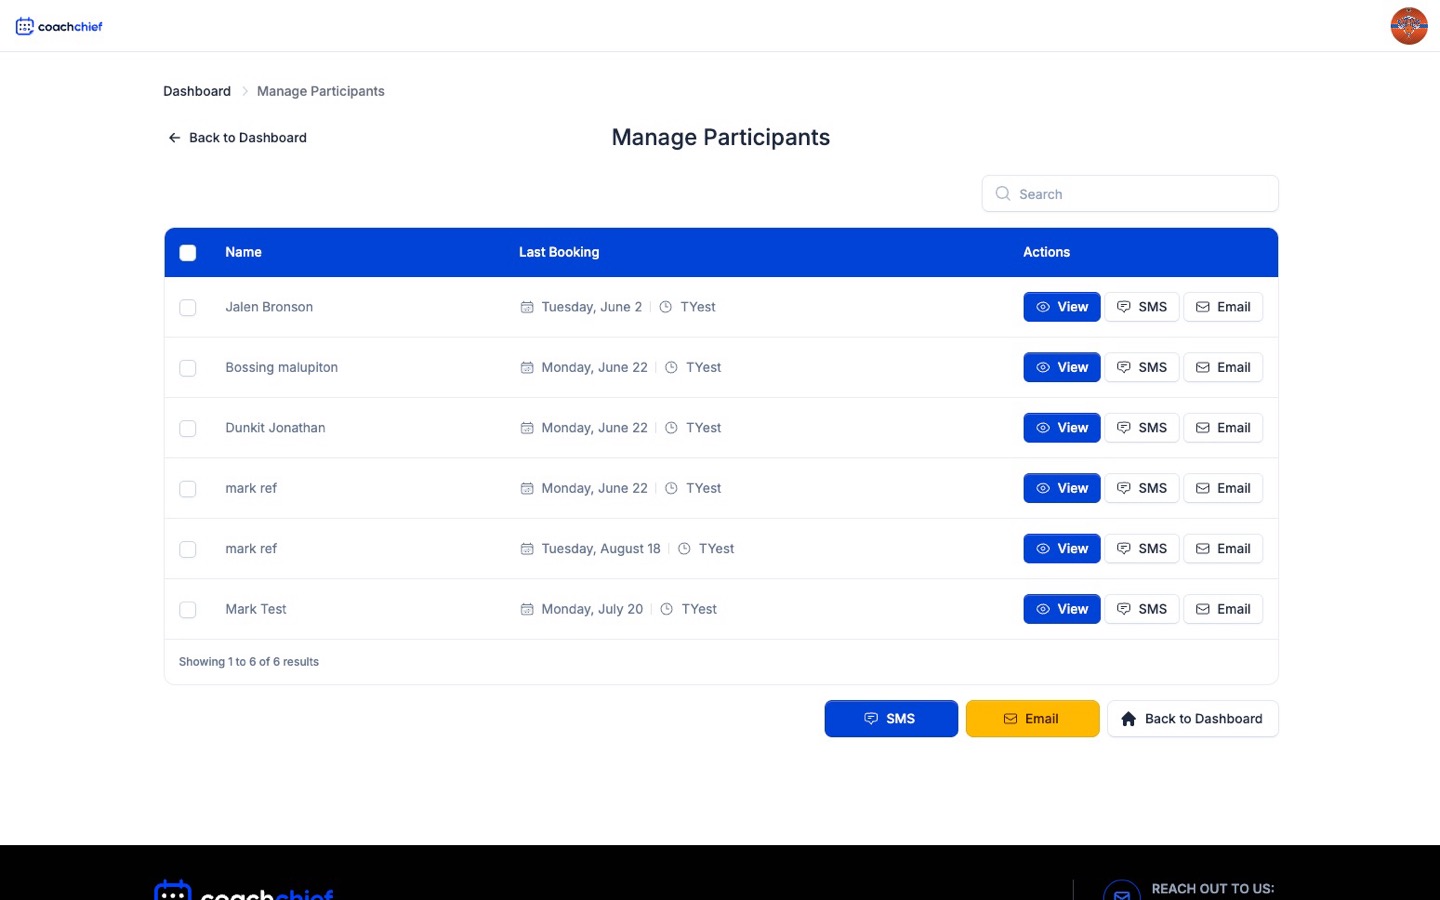 coachchief
Dashboard > Manage Participants
Back to Dashboard
Manage Participants
Search
Name Last Booking Actions
Jalen Bronson Tuesday, June 2 | TYest View SMS Email
Bossing malupiton Monday, June 22 | TYest View SMS Email
Dunkit Jonathan Monday, June 22 | TYest View SMS Email
mark ref Monday, June 22 | TYest View SMS Email
mark ref Tuesday, August 18 | TYest View SMS Email
Mark Test Monday, July 20 | TYest View SMS Email
Showing 1 to 6 of 6 results
SMS Email Back to Dashboard
coachchief
REACH OUT TO US: